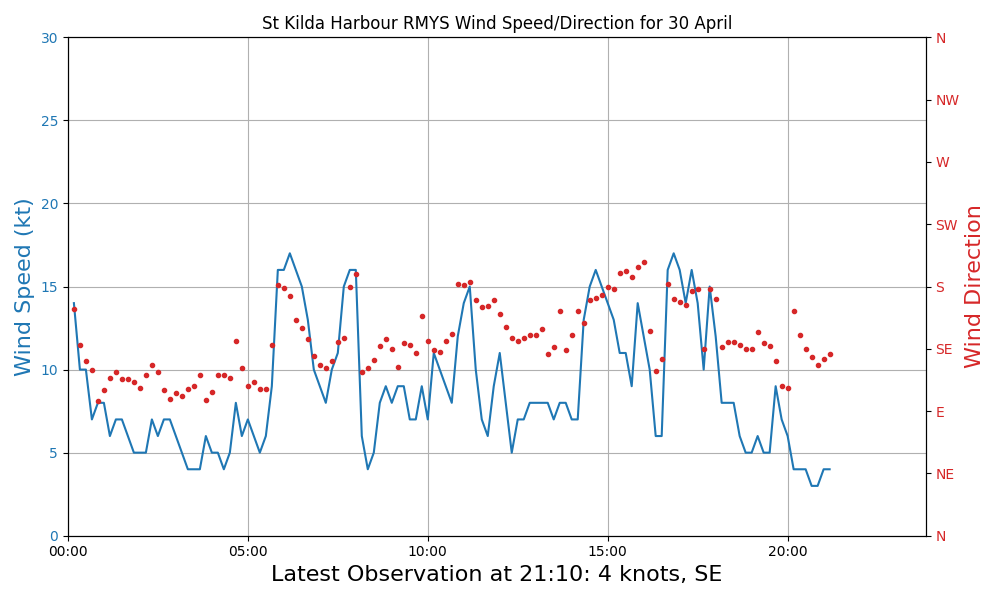 St Kilda Harbour RMYS Wind Speed/Direction for 30 April
30
25
20
15
10
5
0
Wind Speed (kt)
N
NW
W
SW
S
SE
E
NE
N
Wind Direction
00:00 05:00 10:00 15:00 20:00
Latest Observation at 21:10: 4 knots, SE